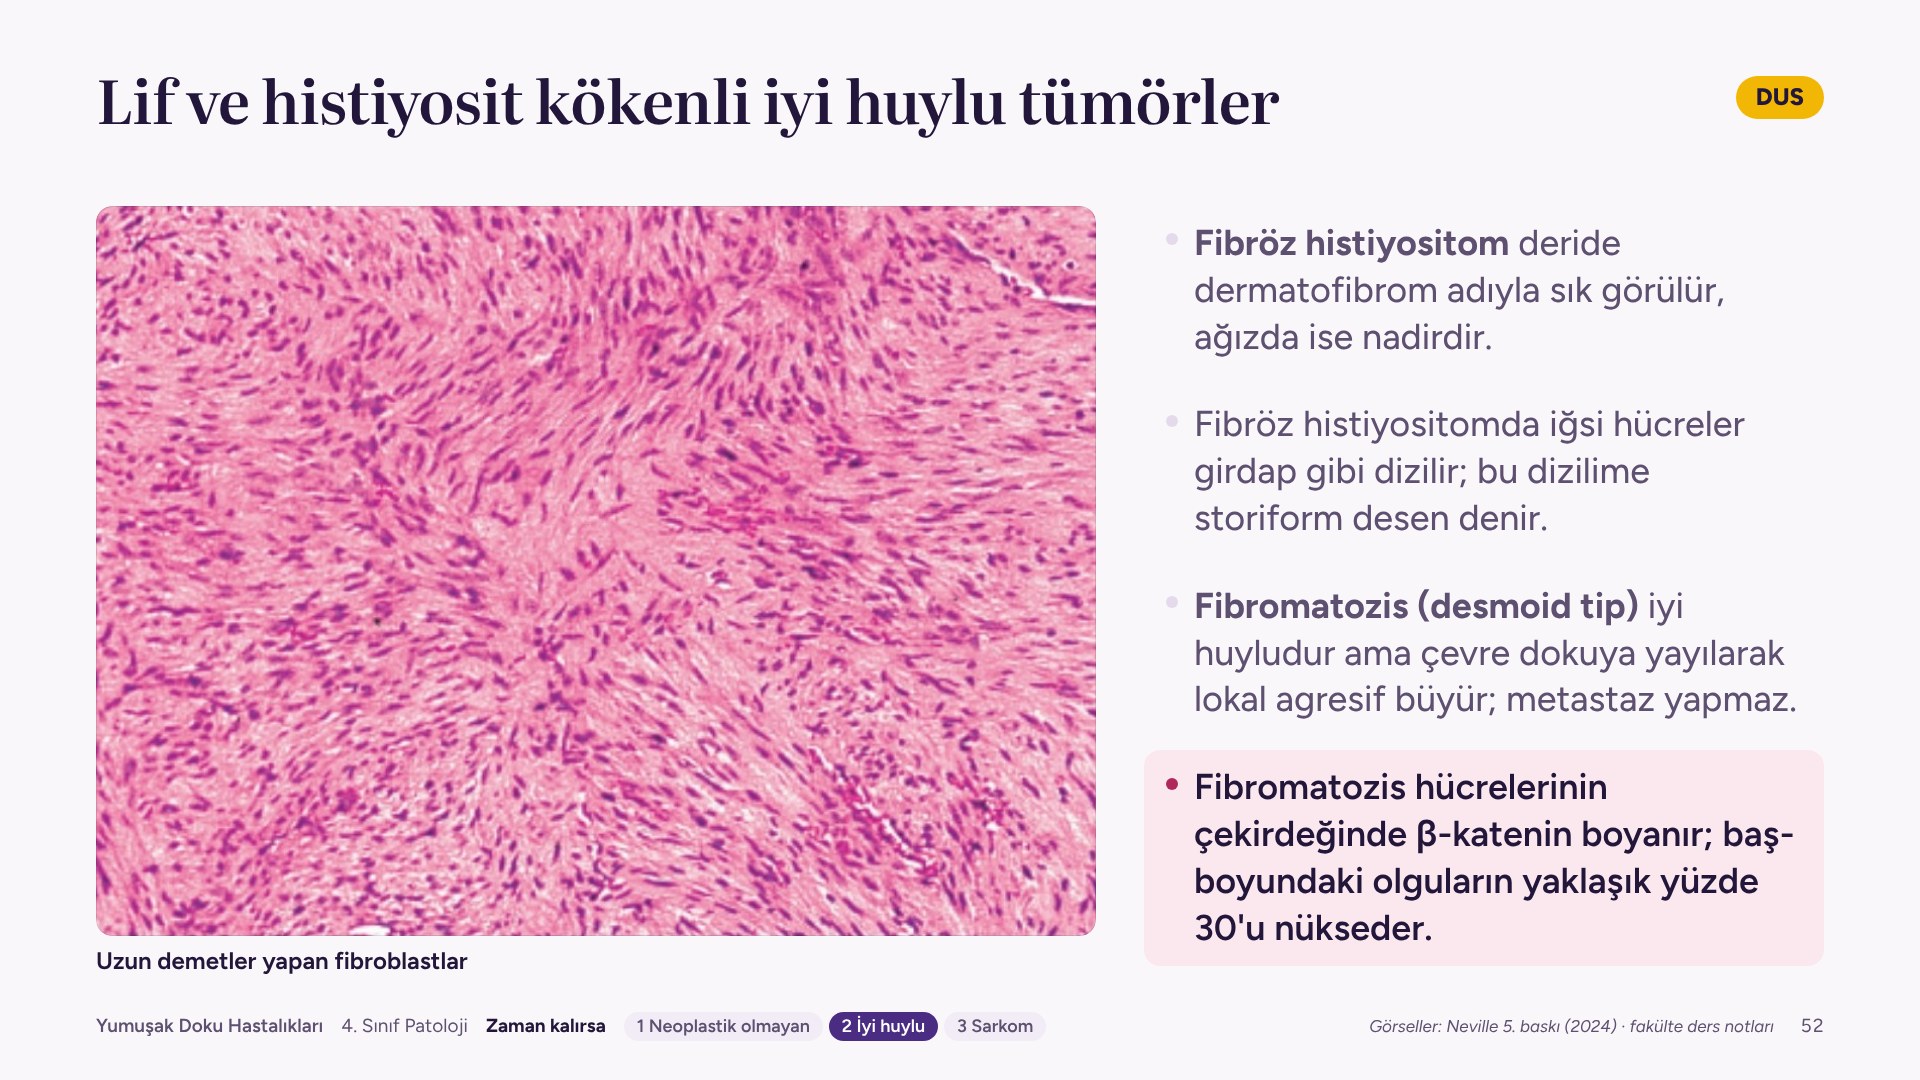 Lif ve histiyosit kökenli iyi huylu tümörler
DUS
Uzun demetler yapan fibroblastlar
Fibröz histiyositom deride
dermatofibrom adıyla sık görülür,
ağızda ise nadirdir.
Fibröz histiyositomda iğsi hücreler
girdap gibi dizilir; bu dizilime
storiform desen denir.
Fibromatozis (desmoid tip) iyi
huyludur ama çevre dokuya yayılarak
lokal agresif büyür; metastaz yapmaz.
Fibromatozis hücrelerinin
çekirdeğinde β-katenin boyanır; baş-
boyundaki olguların yaklaşık yüzde
30'u nükseder.
Yumuşak Doku Hastalıkları 4. Sınıf Patoloji Zaman kalırsa 1 Neoplastik olmayan 2 İyi huylu 3 Sarkom
Görseller: Neville 5. baskı (2024) · fakülte ders notları 52